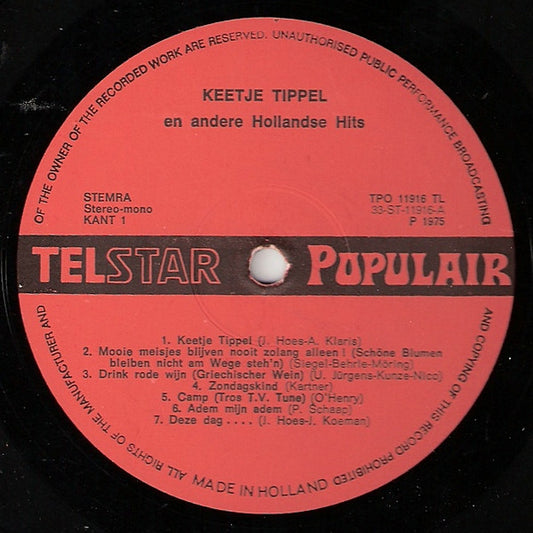 ALL RIGHTS OF THE MANUFACTURER AND OF THE OWNER OF THE RECORDED WORK ARE RESERVED. UNAUTHORISED PUBLIC PERFORMANCE BROADCASTING AND COPYING OF THIS RECORD PROHIBITED
KEETJE TIPPEL
en andere Hollandse Hits
STEMRA
Stereo-mono
KANT 1
TPO 11916 TL
33-ST-11916-A
P 1975
TELSTAR POPULAIR
1. Keetje Tippel (J. Hoes-A. Klaris)
2. Mooie meisjes blijven nooit zolang alleen! (Schöne Blumen
bleiben nicht am Wege steh'n) (Siegel-Behrle-Möring)
3. Drink rode wijn (Griechischer Wein) (U. Jürgens-Kunze-Nico)
4. Zondagskind (Kartner)
5. Camp (Tros T.V. Tune) (O'Henry)
6. Adem mijn adem (P. Schaap)
7. Deze dag .... (J. Hoes-J. Koeman)
MADE IN HOLLAND